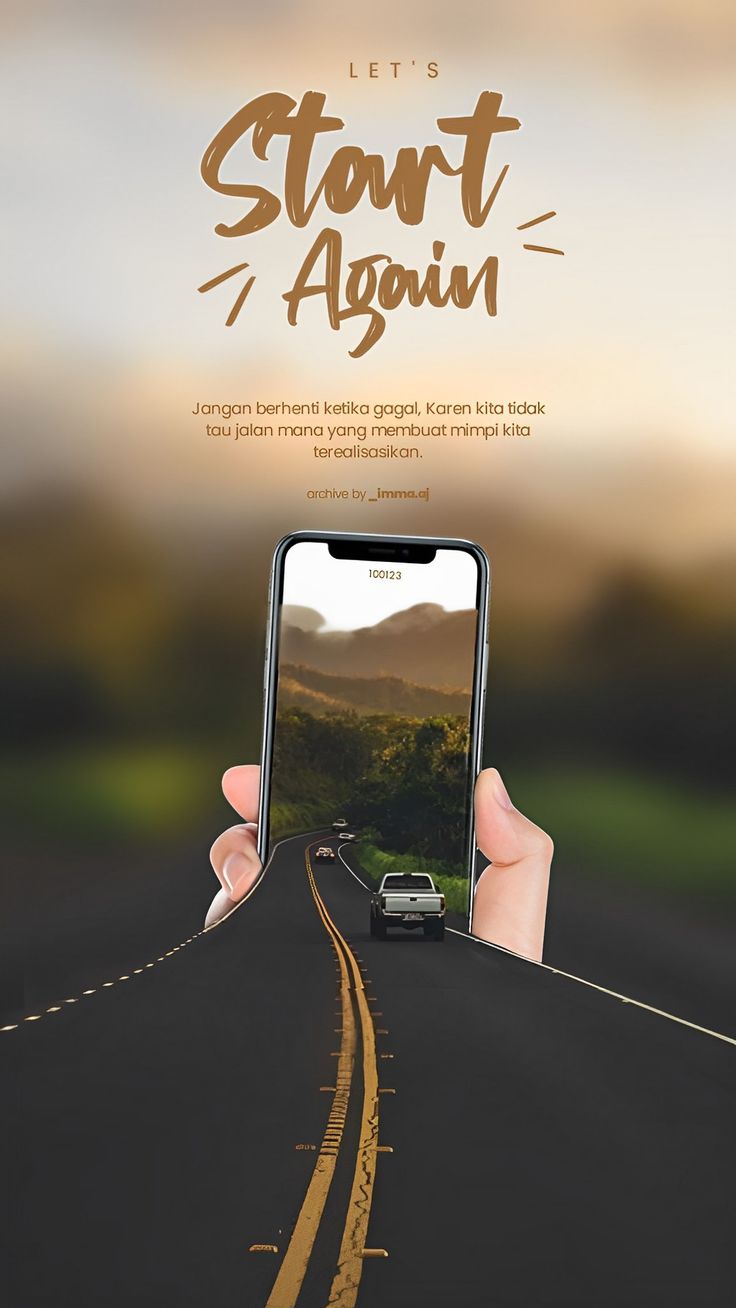 LET'S
Start
Again
Jangan berhenti ketika gagal, Karen kita tidak
tau jalan mana yang membuat mimpi kita
terealisasikan.
archive by _imma.aj
100123